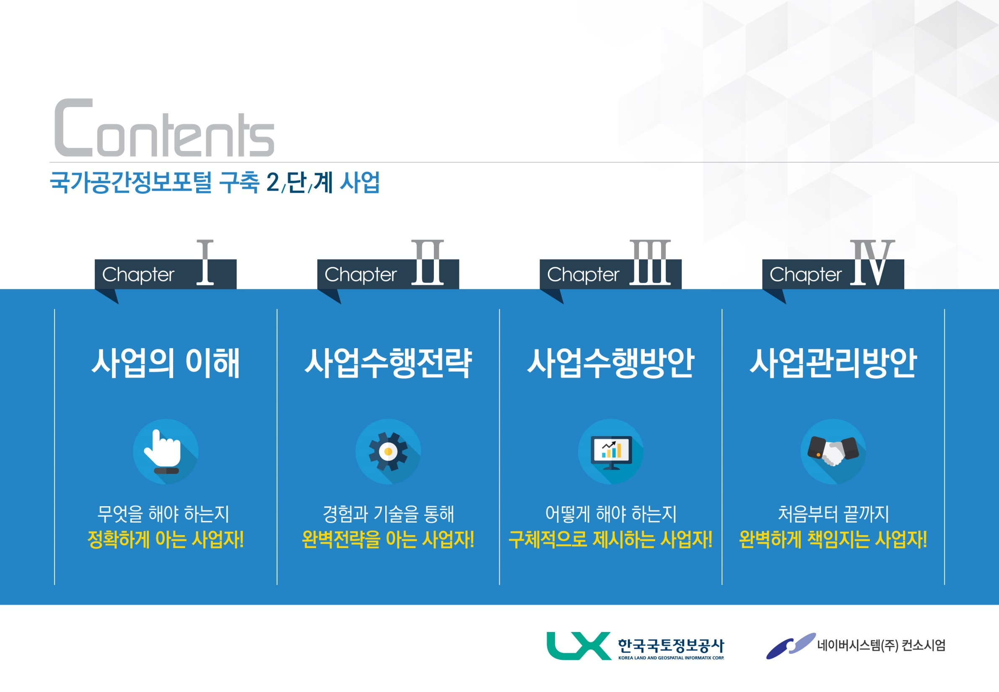 Contents
국가공간정보포털 구축 2/단/계 사업
Chapter I
Chapter II
Chapter III
Chapter IV
사업의 이해
사업수행전략
사업수행방안
사업관리방안
무엇을 해야 하는지
정확하게 아는 사업자!
경험과 기술을 통해
완벽전략을 아는 사업자!
어떻게 해야 하는지
구체적으로 제시하는 사업자!
처음부터 끝까지
완벽하게 책임지는 사업자!
LX 한국국토정보공사
KOREA LAND AND GEOSPATIAL INFORMATIX CORP.
네이버시스템(주) 컨소시엄